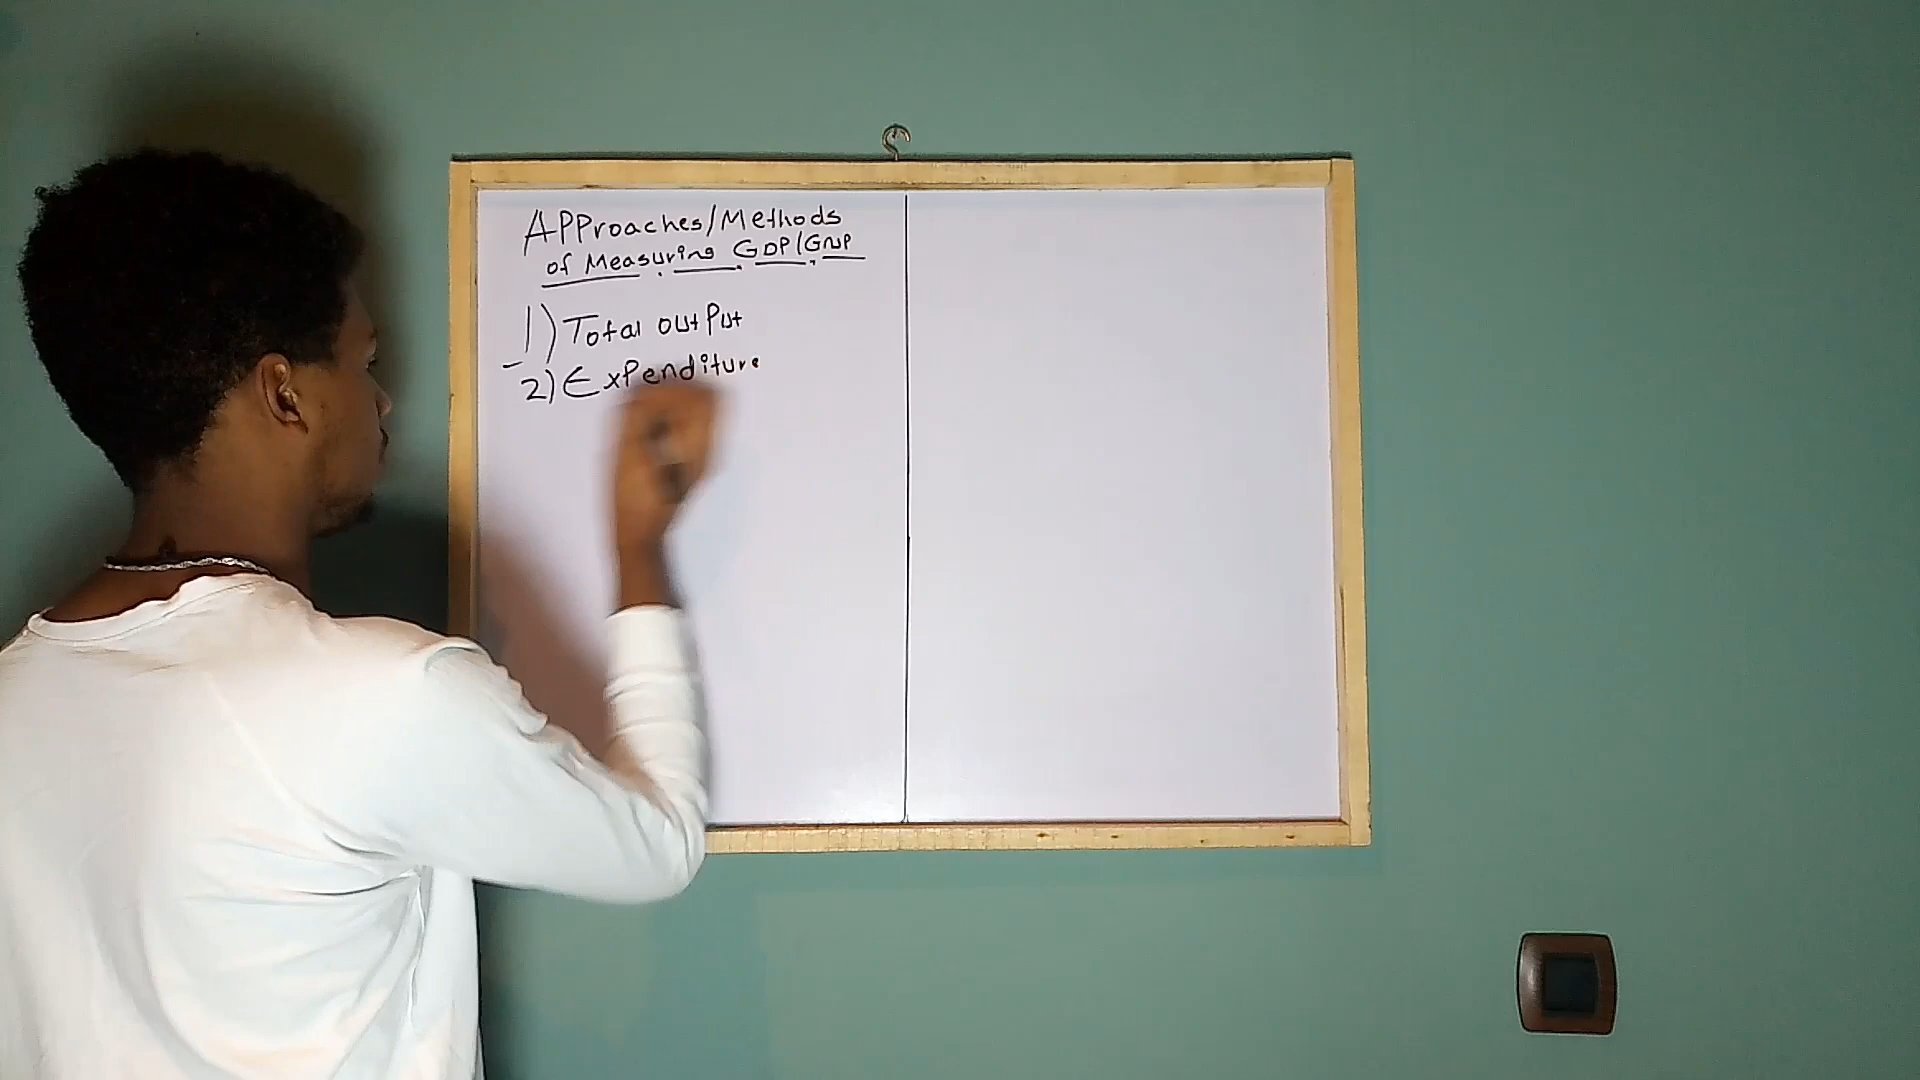 Approaches/Methods
of Measuring GDP/GNP
1) Total output
2) Expenditure